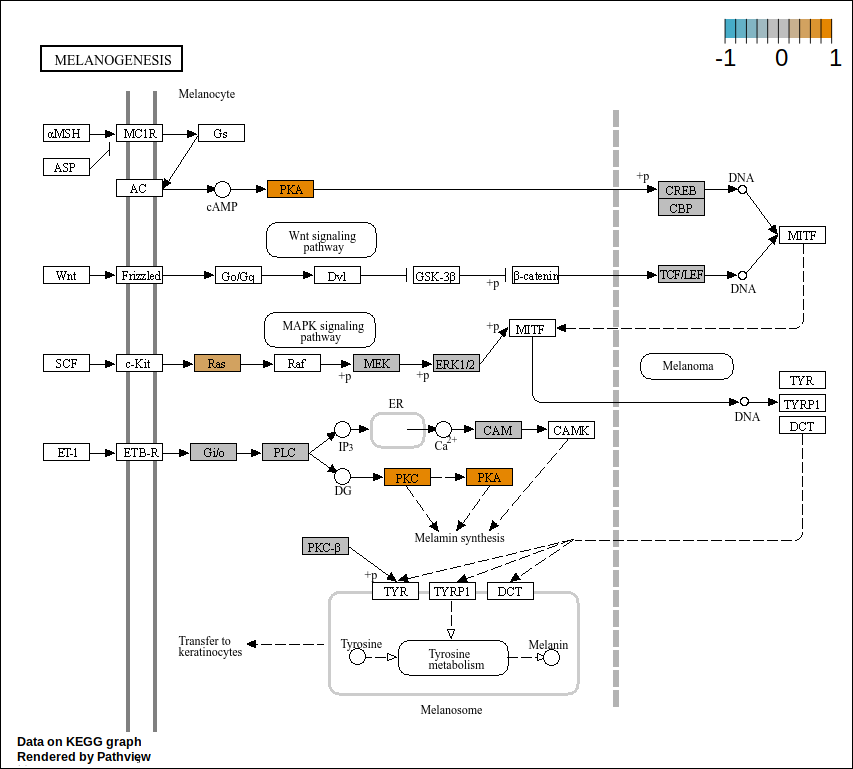 -1 0 1
MELANOGENESIS
Melanocyte
αMSH MC1R Gs
ASP
AC cAMP PKA +p CREB DNA
CBP
MITF
Wnt signaling
pathway
Wnt Frizzled Go/Gq Dvl GSK-3β +p β-catenin TCF/LEF DNA
MAPK signaling
pathway
+p MITF
SCF c-Kit Ras Raf +p MEK +p ERK1/2
Melanoma
TYR
DNA TYRP1
DCT
ER
IP3 Ca2+ CAM CAMK
ET-1 ETB-R Gi/o PLC
DG PKC PKA
Melamin synthesis
PKC-β
+p
TYR TYRP1 DCT
Transfer to
keratinocytes
Tyrosine Melanin
Tyrosine
metabolism
Melanosome
Data on KEGG graph
Rendered by Pathview